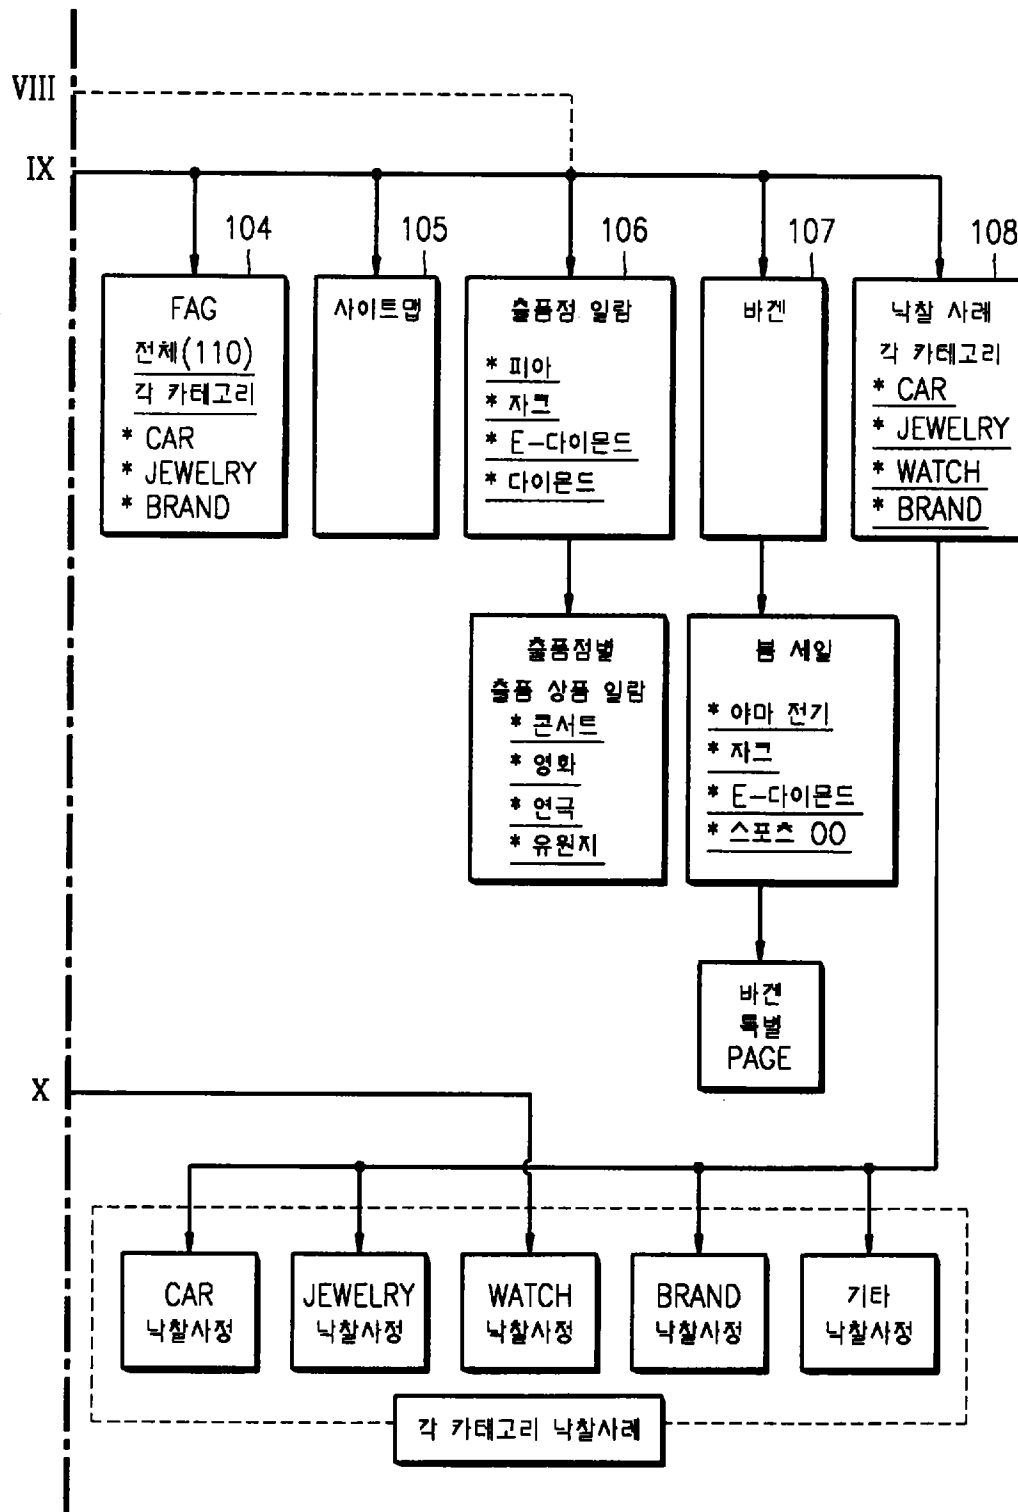 VIII
IX
104
105
106
107
108
FAG
전체(110)
각 카테고리
* CAR
* JEWELRY
* BRAND
사이트맵
출품점 일람
* 피아
* 자크
* E-다이몬드
* 다이몬드
바겐
낙찰 사례
각 카테고리
* CAR
* JEWELRY
* WATCH
* BRAND
출품점별
출품 상품 일람
* 콘서트
* 영화
* 연극
* 유원지
봄 세일
* 야마 전기
* 자크
* E-다이몬드
* 스포츠 OO
바겐
특별
PAGE
X
CAR
낙찰사정
JEWELRY
낙찰사정
WATCH
낙찰사정
BRAND
낙찰사정
기타
낙찰사정
각 카테고리 낙찰사례